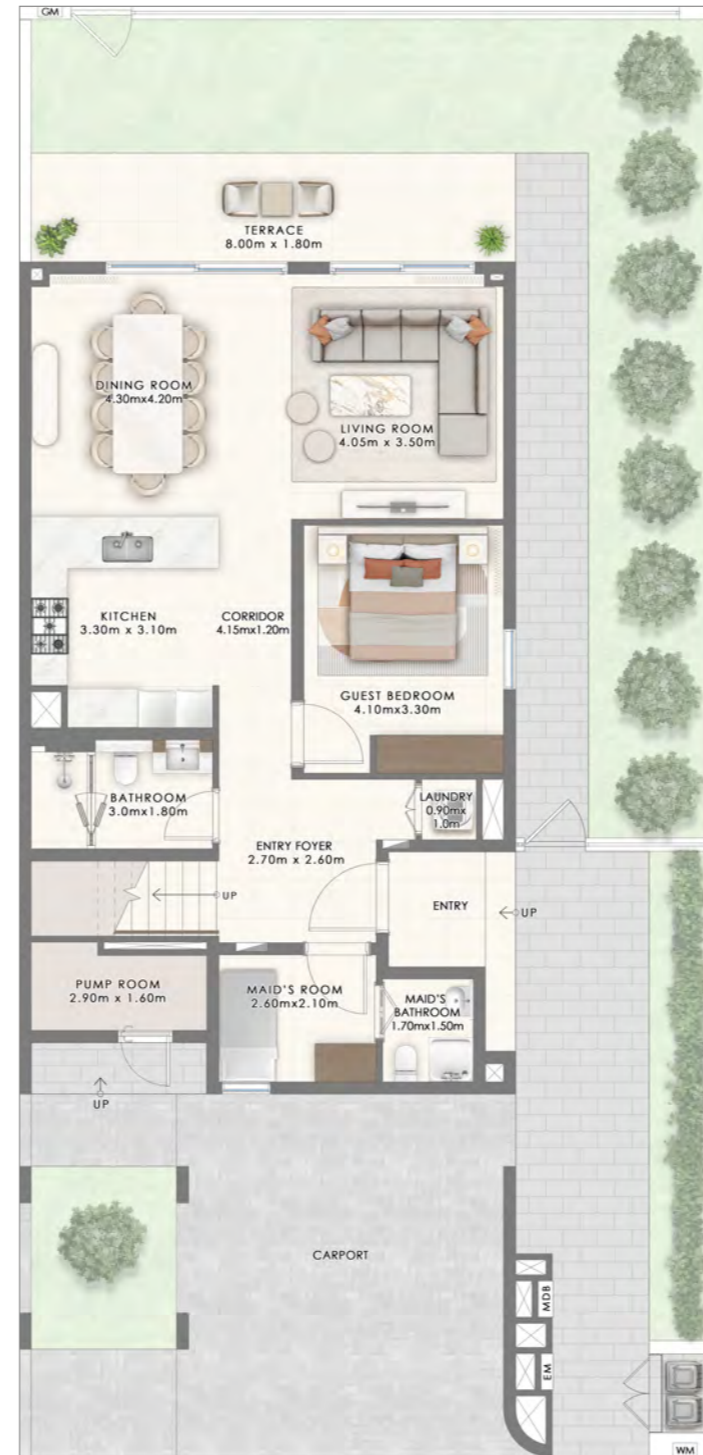 GM
TERRACE
8.00m x 1.80m
DINING ROOM
4.30mx4.20m
LIVING ROOM
4.05m x 3.50m
KITCHEN
3.30m x 3.10m
CORRIDOR
4.15mx1.20m
GUEST BEDROOM
4.10mx3.30m
BATHROOM
3.0mx1.80m
LAUNDRY
0.90mx
1.0m
ENTRY FOYER
2.70m x 2.60m
UP
ENTRY
UP
PUMP ROOM
2.90m x 1.60m
MAID'S ROOM
2.60mx2.10m
MAID'S
BATHROOM
1.70mx1.50m
UP
CARPORT
MDB
EM
WM